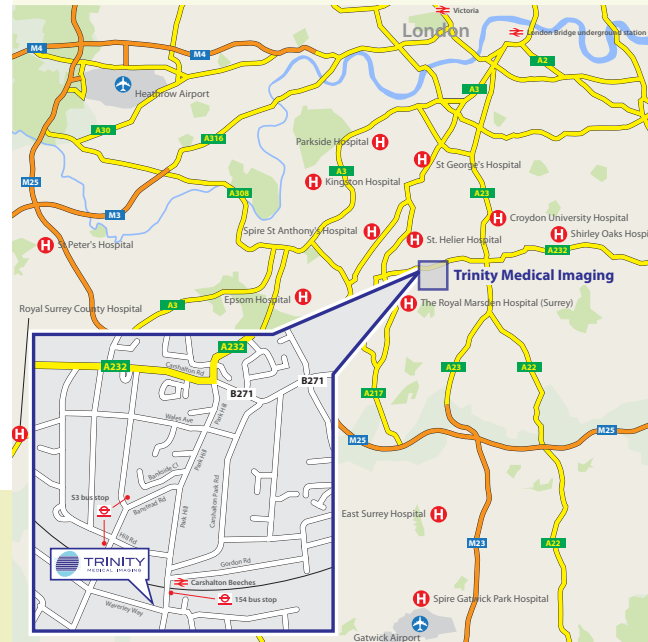 Victoria
London
London Bridge underground station
M4
M4
A2
A3
Heathrow Airport
A30
A316
Parkside Hospital
St George's Hospital
A3
M25
Kingston Hospital
A308
A23
M3
Croydon University Hospital
Spire St Anthony's Hospital
St. Helier Hospital
Shirley Oaks Hospi
St Peter's Hospital
A232
Trinity Medical Imaging
Epsom Hospital
The Royal Marsden Hospital (Surrey)
Royal Surrey County Hospital
A3
A232
A232
Carshalton Rd
A23
A22
B271
B271
A217
Park Hill
Wales Ave
M25
M25
Park Hill
Bankside Cl
Carshalton Park Rd
S3 bus stop
Banstead Rd
Park Hill
East Surrey Hospital
Hill Rd
M23
A22
TRINITY
MEDICAL IMAGING
Gordon Rd
Carshalton Beeches
154 bus stop
Waverley Way
Spire Gatwick Park Hospital
Gatwick Airport